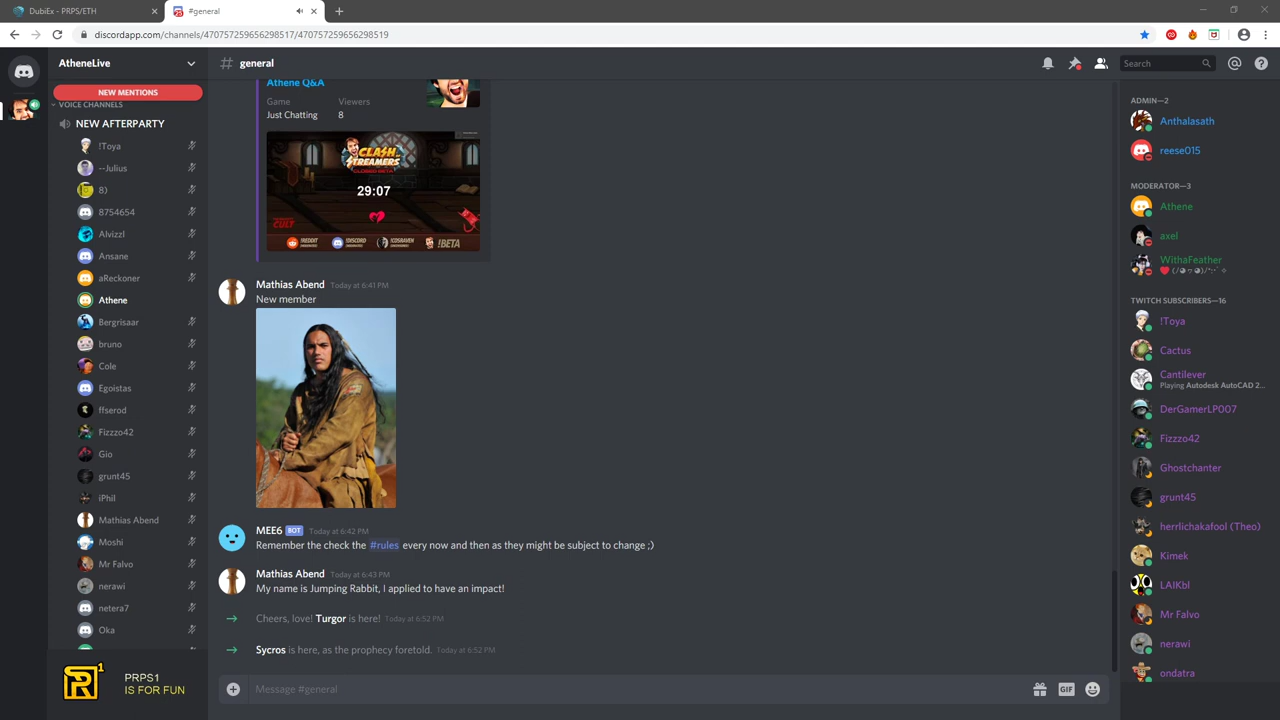 DubiEx - PRPS/ETH
#general
discordapp.com/channels/470757259656298517/470757259656298519
AtheneLive
# general
Search
NEW MENTIONS
VOICE CHANNELS
NEW AFTERPARTY
!Toya
--Julius
8)
8754654
Alvizzl
Ansane
aReckoner
Athene
Bergrisaar
bruno
Cole
Egoistas
ffserod
Fizzzo42
Gio
grunt45
iPhil
Mathias Abend
Moshi
Mr Falvo
nerawi
netera7
Oka
PRPS1
IS FOR FUN
Athene Q&A
Game
Viewers
Just Chatting
8
CLASH
STREAMERS
CLOSED BETA
29:07
CULT
!REDDIT
!DISCORD
!BETA
Mathias Abend Today at 6:41 PM
New member
MEE6 BOT Today at 6:42 PM
Remember the check the #rules every now and then as they might be subject to change ;)
Mathias Abend Today at 6:43 PM
My name is Jumping Rabbit, I applied to have an impact!
Cheers, love! Turgor is here! Today at 6:52 PM
Sycros is here, as the prophecy foretold. Today at 6:52 PM
Message #general
GIF
ADMIN—2
Anthalasath
reese015
MODERATOR—3
Athene
axel
WithaFeather
TWITCH SUBSCRIBERS—16
!Toya
Cactus
Cantilever
Playing Autodesk AutoCAD 2...
DerGamerLP007
Fizzzo42
Ghostchanter
grunt45
herrlichakafool (Theo)
Kimek
LAIKbl
Mr Falvo
nerawi
ondatra